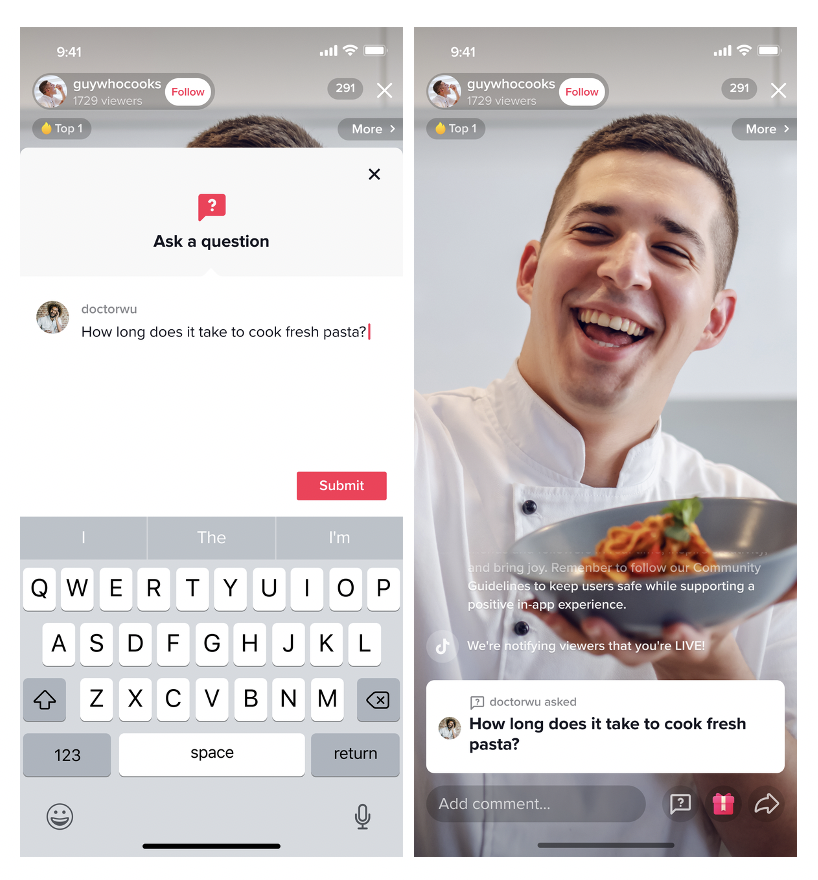 9:41
guywhocooks
1729 viewers
Follow
291
Top 1
More >
?
Ask a question
doctorwu
How long does it take to cook fresh pasta?
Submit
I The I'm
Q W E R T Y U I O P
A S D F G H J K L
Z X C V B N M
123 space return
9:41
guywhocooks
1729 viewers
Follow
291
Top 1
More >
and bring joy. Remenber to follow our Community
Guidelines to keep users safe while supporting a
positive in-app experience.
We're notifying viewers that you're LIVE!
? doctorwu asked
How long does it take to cook fresh
pasta?
Add comment...
?